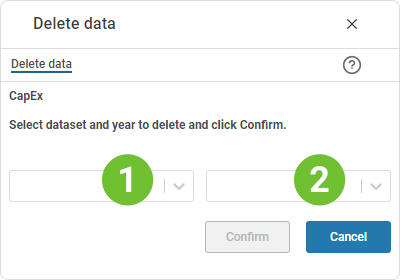 Delete data
Delete data
CapEx
Select dataset and year to delete and click Confirm.
1 2
Confirm Cancel